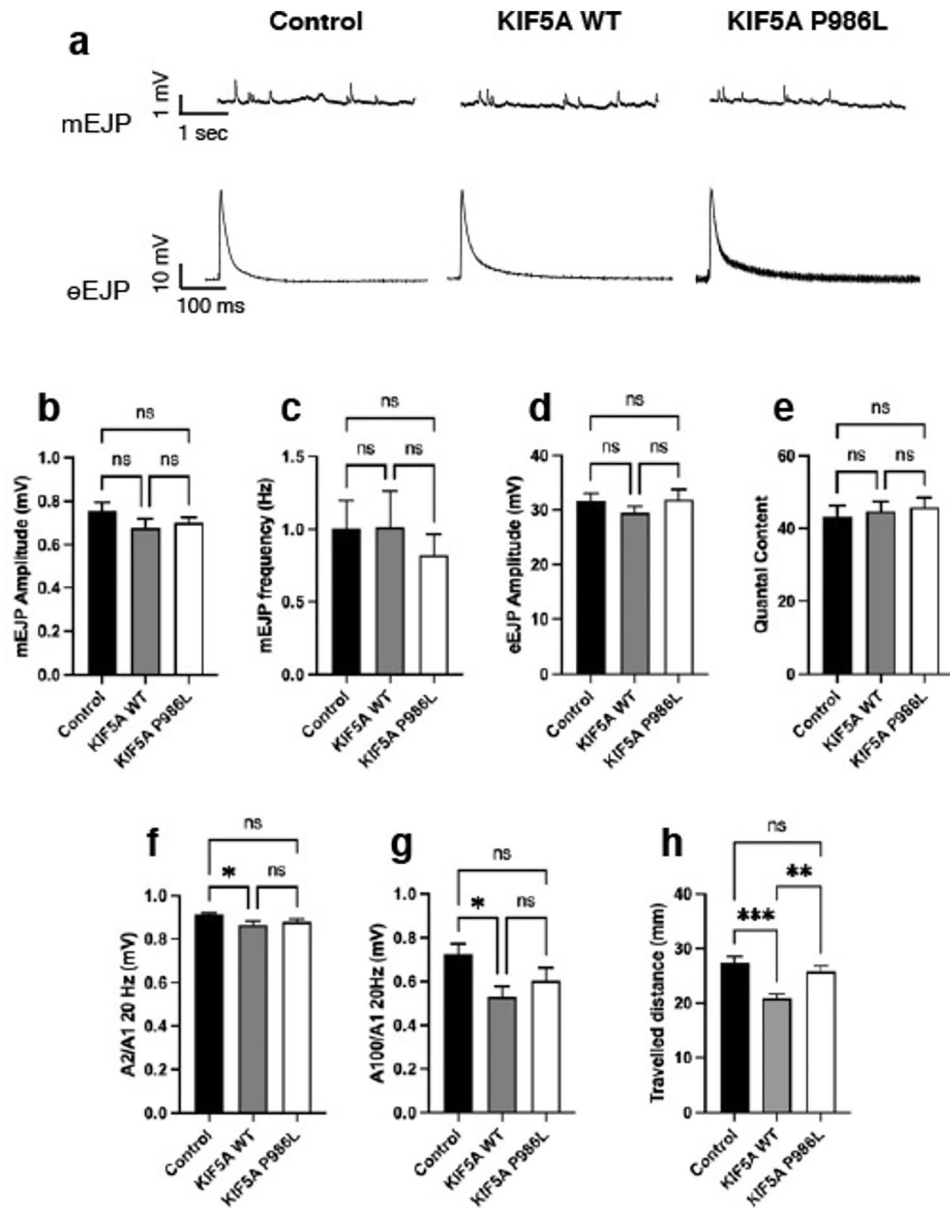 a
Control KIF5A WT KIF5A P986L
mEJP
1 mV
1 sec
eEJP
10 mV
100 ms
b
ns
ns ns
mEJP Amplitude (mV)
1.0
0.8
0.6
0.4
0.2
0.0
Control
KIF5A WT
KIF5A P986L
c
ns
ns ns
mEJP frequency (Hz)
1.5
1.0
0.5
0.0
Control
KIF5A WT
KIF5A P986L
d
ns
ns ns
eEJP Amplitude (mV)
40
30
20
10
0
Control
KIF5A WT
KIF5A P986L
e
ns
ns ns
Quantal Content
60
40
20
0
Control
KIF5A WT
KIF5A P986L
f
ns
* ns
A2/A1 20 Hz (mV)
1.0
0.8
0.6
0.4
0.2
0.0
Control
KIF5A WT
KIF5A P986L
g
ns
* ns
A100/A1 20Hz (mV)
1.0
0.8
0.6
0.4
0.2
0.0
Control
KIF5A WT
KIF5A P986L
h
ns
**
***
Travelled distance (mm)
40
30
20
10
0
Control
KIF5A WT
KIF5A P986L